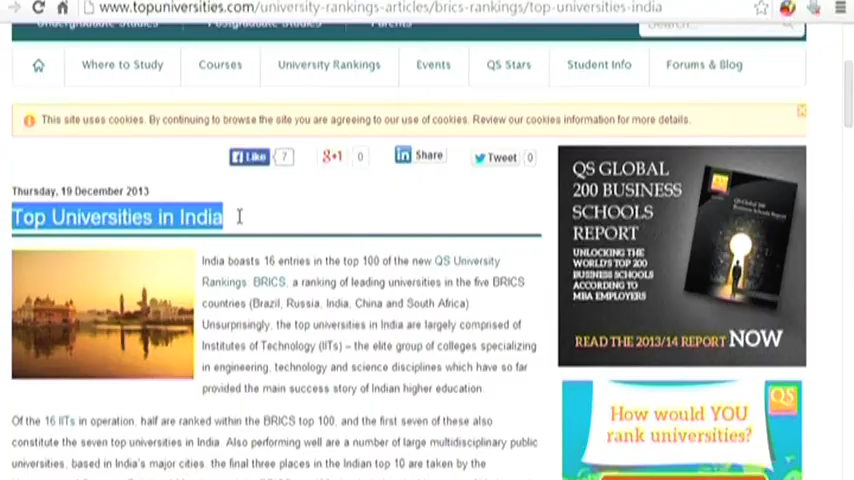 www.topuniversities.com/university-rankings-articles/brics-rankings/top-universities-india
Undergraduate Studies Postgraduate Studies Parents Search...
Where to Study Courses University Rankings Events QS Stars Student Info Forums & Blog
This site uses cookies. By continuing to browse the site you are agreeing to our use of cookies. Review our cookies information for more details.
Like 7 +1 0 Share Tweet 0
Thursday, 19 December 2013
Top Universities in India
India boasts 16 entries in the top 100 of the new QS University
Rankings: BRICS, a ranking of leading universities in the five BRICS
countries (Brazil, Russia, India, China and South Africa)
Unsurprisingly, the top universities in India are largely comprised of
Institutes of Technology (IITs) – the elite group of colleges specializing
in engineering, technology and science disciplines which have so far
provided the main success story of Indian higher education.
Of the 16 IITs in operation, half are ranked within the BRICS top 100, and the first seven of these also
constitute the seven top universities in India. Also performing well are a number of large multidisciplinary public
universities, based in India's major cities, the final three places in the Indian top 10 are taken by the
QS GLOBAL
200 BUSINESS
SCHOOLS
REPORT
UNLOCKING THE
WORLD'S TOP 200
BUSINESS SCHOOLS
ACCORDING TO
MBA EMPLOYERS
READ THE 2013/14 REPORT NOW
QS
How would YOU
rank universities?